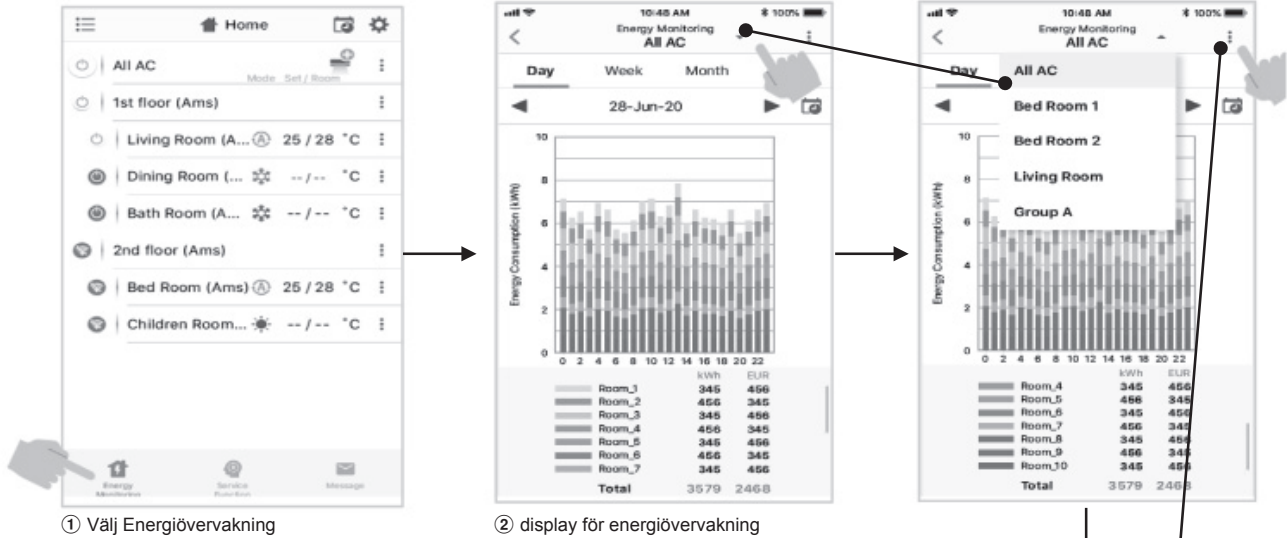 Home
All AC
Mode Set / Room
1st floor (Ams)
Living Room (A... A 25 / 28 °C
Dining Room (... -- / -- °C
Bath Room (A... -- / -- °C
2nd floor (Ams)
Bed Room (Ams) A 25 / 28 °C
Children Room... -- / -- °C
Energy Monitoring
Service Function
Message
① Välj Energiövervakning
10:48 AM 100%
Energy Monitoring
All AC
Day Week Month
28-Jun-20
Energy Consumption (kWh)
10
8
6
4
2
0
0 2 4 6 8 10 12 14 16 18 20 22
kWh EUR
Room_1 345 456
Room_2 456 345
Room_3 345 456
Room_4 456 345
Room_5 345 456
Room_6 456 345
Room_7 345 456
Total 3579 2468
② display för energiövervakning
10:48 AM 100%
Energy Monitoring
All AC
Day
All AC
Bed Room 1
Bed Room 2
Living Room
Group A
Energy Consumption (kWh)
10
8
6
4
2
0
0 2 4 6 8 10 12 14 16 18 20 22
kWh EUR
Room_4 345 456
Room_5 456 345
Room_6 345 456
Room_7 456 345
Room_8 345 456
Room_9 456 345
Room_10 345 456
Total 3579 2468